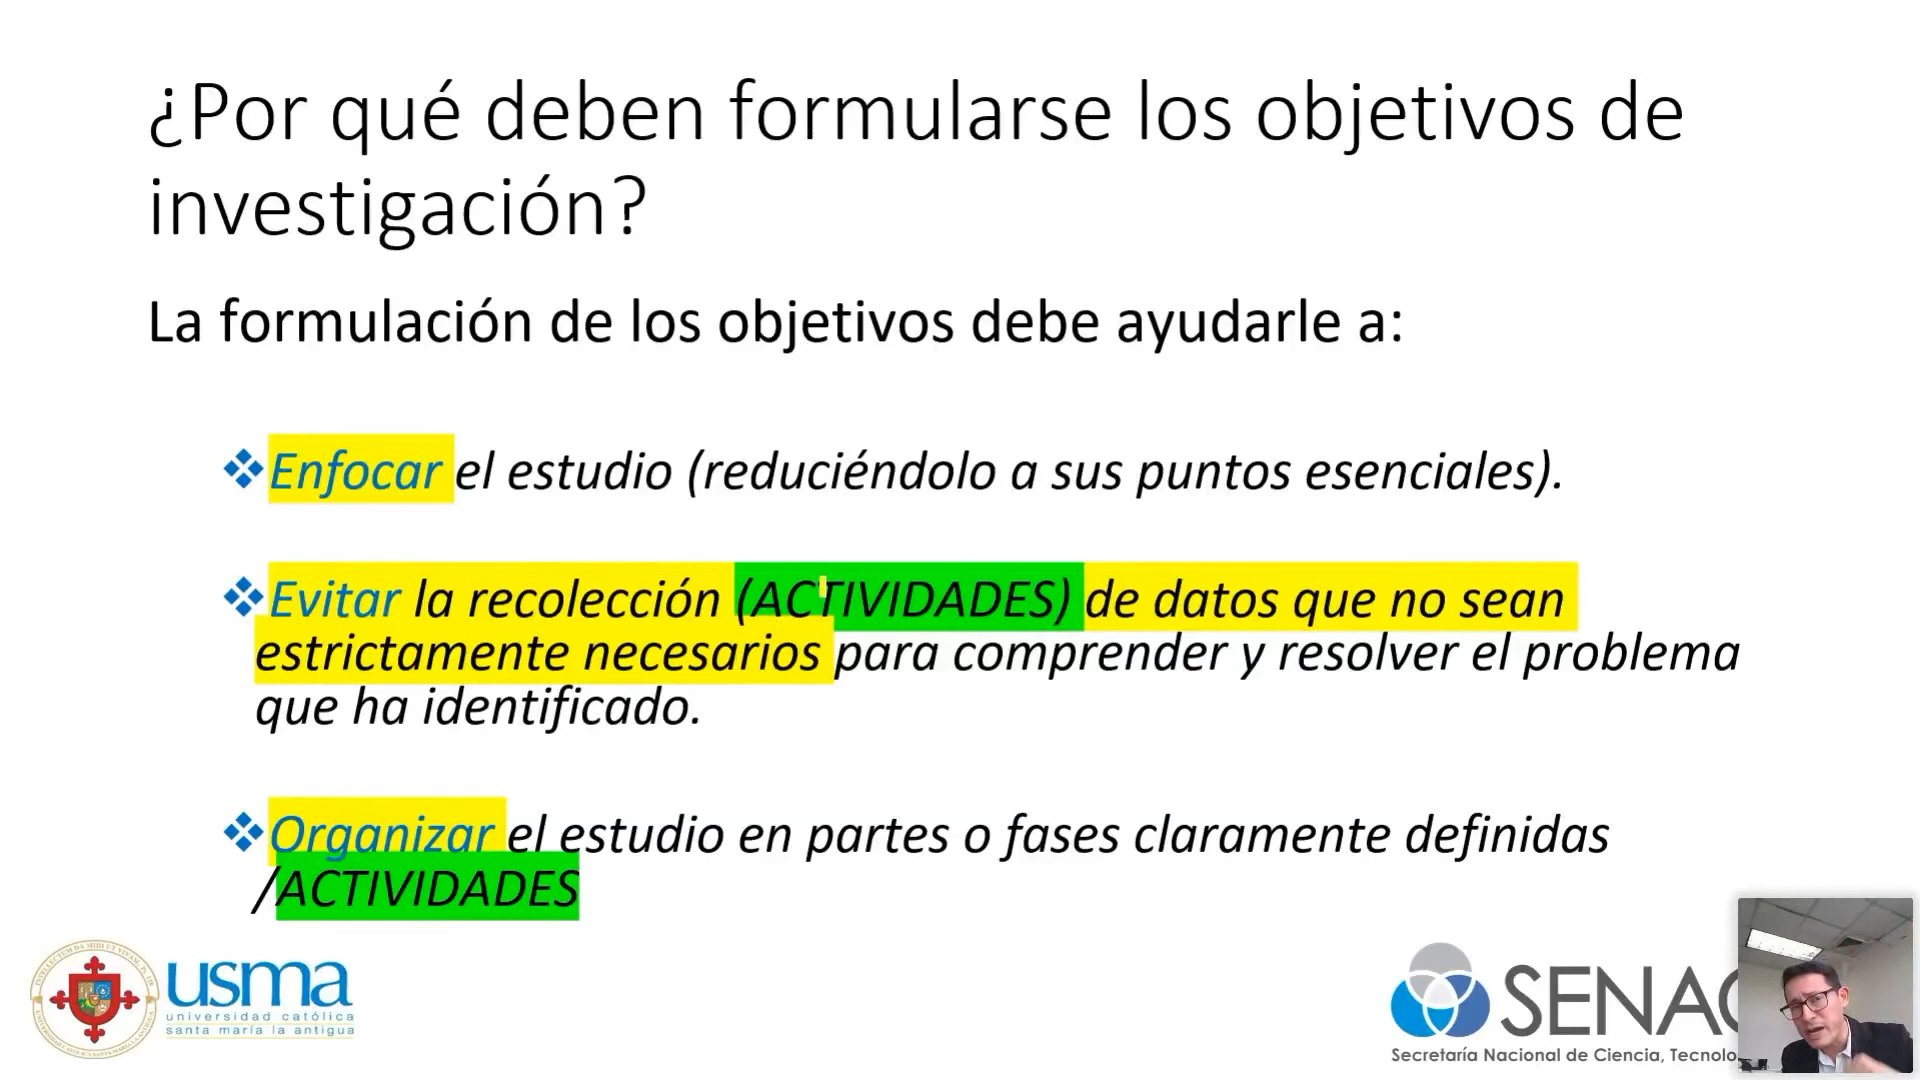 ¿Por qué deben formularse los objetivos de
investigación?
La formulación de los objetivos debe ayudarle a:
Enfocar el estudio (reduciéndolo a sus puntos esenciales).
Evitar la recolección (ACTIVIDADES) de datos que no sean
estrictamente necesarios para comprender y resolver el problema
que ha identificado.
Organizar el estudio en partes o fases claramente definidas
/ACTIVIDADES
usma
universidad católica
santa maría la antigua
SENAC
Secretaría Nacional de Ciencia, Tecnolo